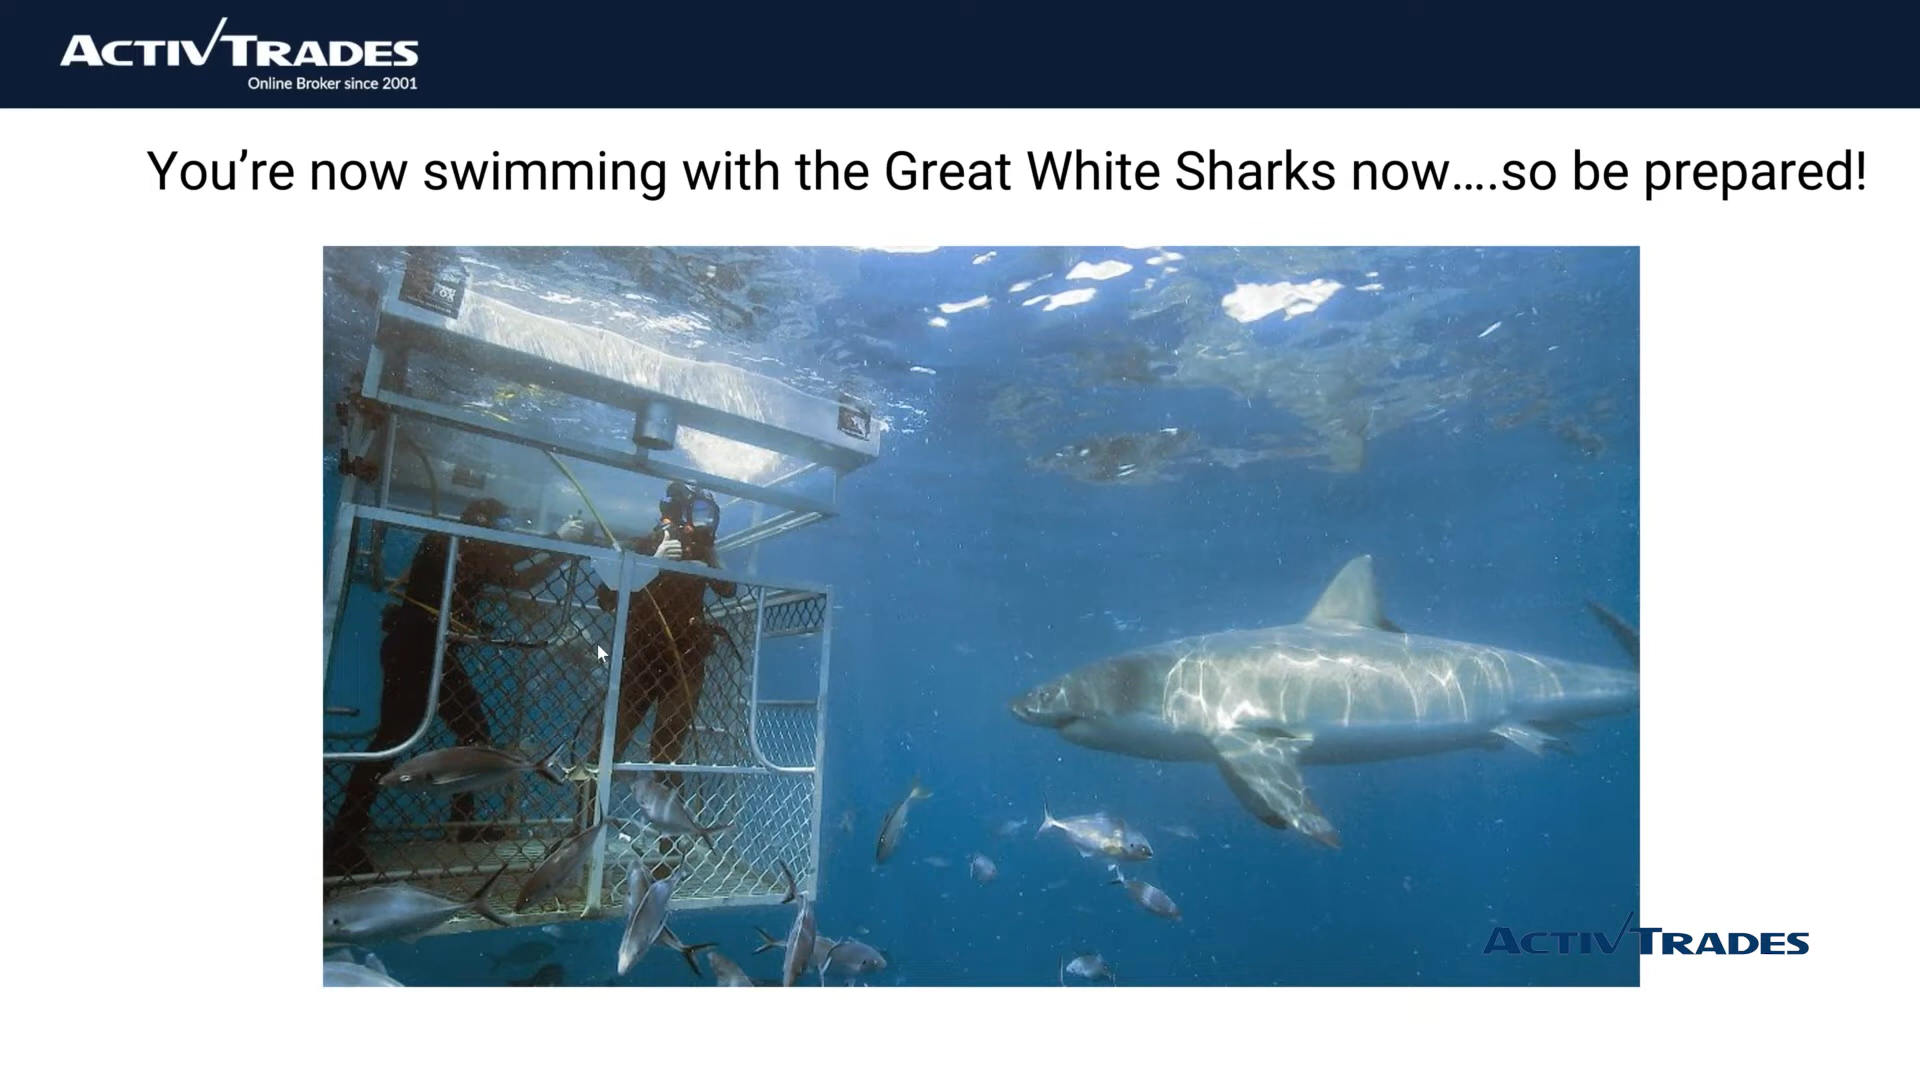 ACTIVTRADES
Online Broker since 2001
You’re now swimming with the Great White Sharks now....so be prepared!
ACTIVTRADES